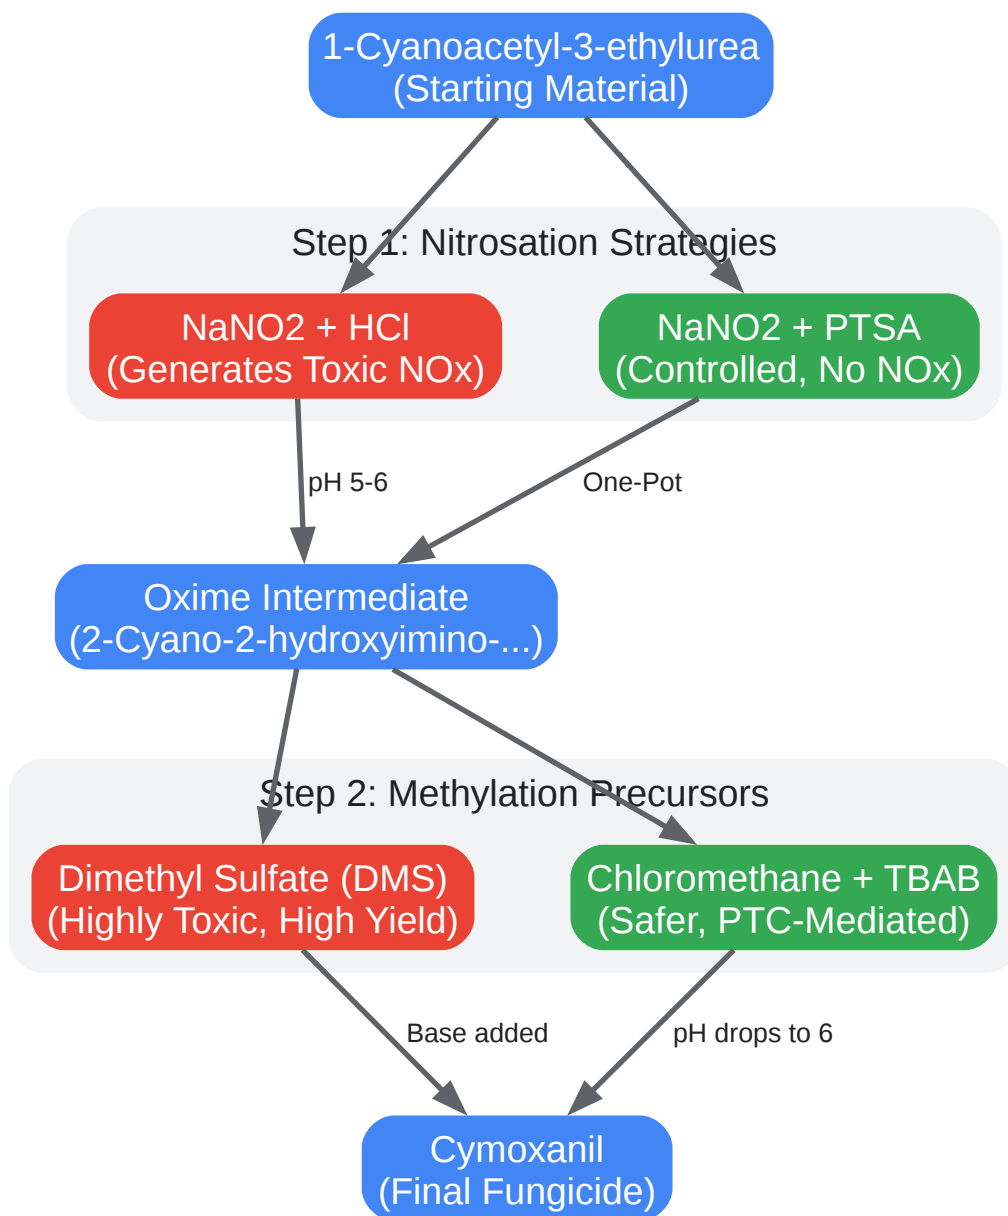 1-Cyanoacetyl-3-ethylurea
(Starting Material)
Step 1: Nitrosation Strategies
NaNO2 + HCl
(Generates Toxic NOx)
NaNO2 + PTSA
(Controlled, No NOx)
pH 5-6
One-Pot
Oxime Intermediate
(2-Cyano-2-hydroxyimino-...)
Step 2: Methylation Precursors
Dimethyl Sulfate (DMS)
(Highly Toxic, High Yield)
Chloromethane + TBAB
(Safer, PTC-Mediated)
Base added
pH drops to 6
Cymoxanil
(Final Fungicide)